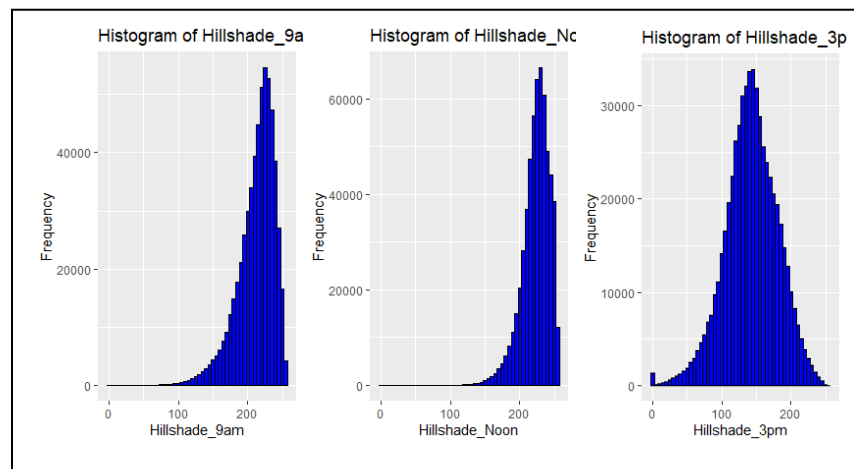 Histogram of Hillshade_9a
60000
40000
20000
0
Frequency
0 100 200
Hillshade_9am
Histogram of Hillshade_No
60000
40000
20000
0
Frequency
0 100 200
Hillshade_Noon
Histogram of Hillshade_3p
30000
20000
10000
0
Frequency
0 100 200
Hillshade_3pm